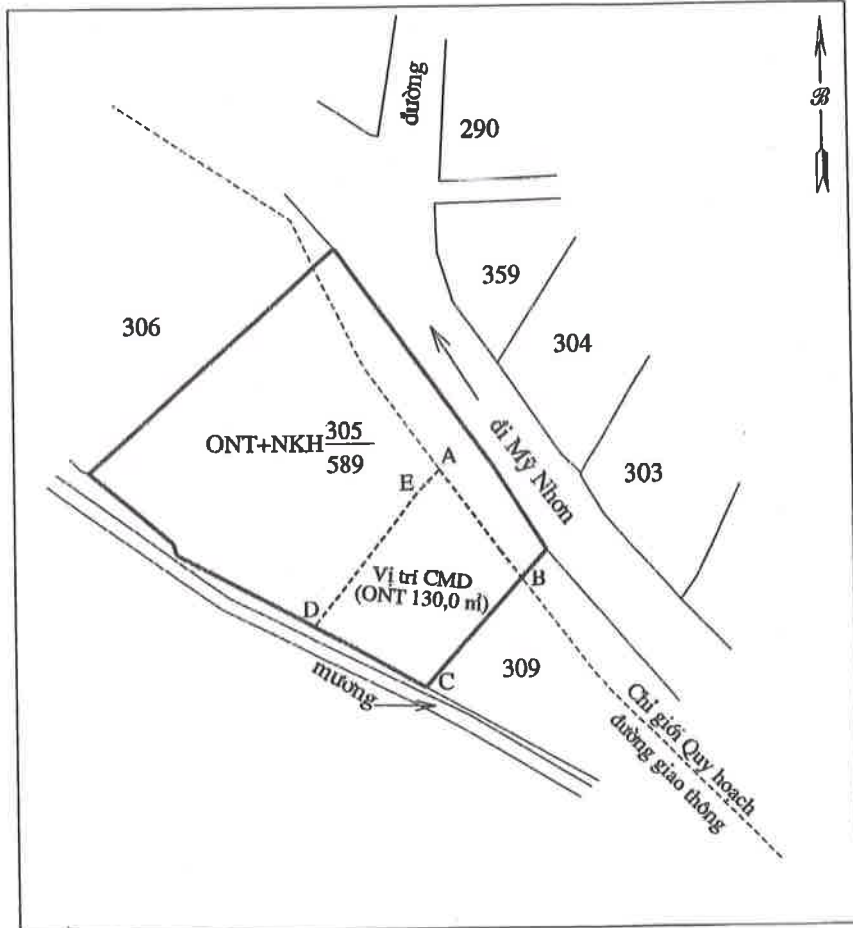 đường
290
B
359
306
304
đi Mỹ Nhơn
ONT+NKH 305
589
303
A
E
B
Vị trí CMD
(ONT 130,0 m²)
D
C
309
mương
Chỉ giới Quy hoạch
đường giao thông